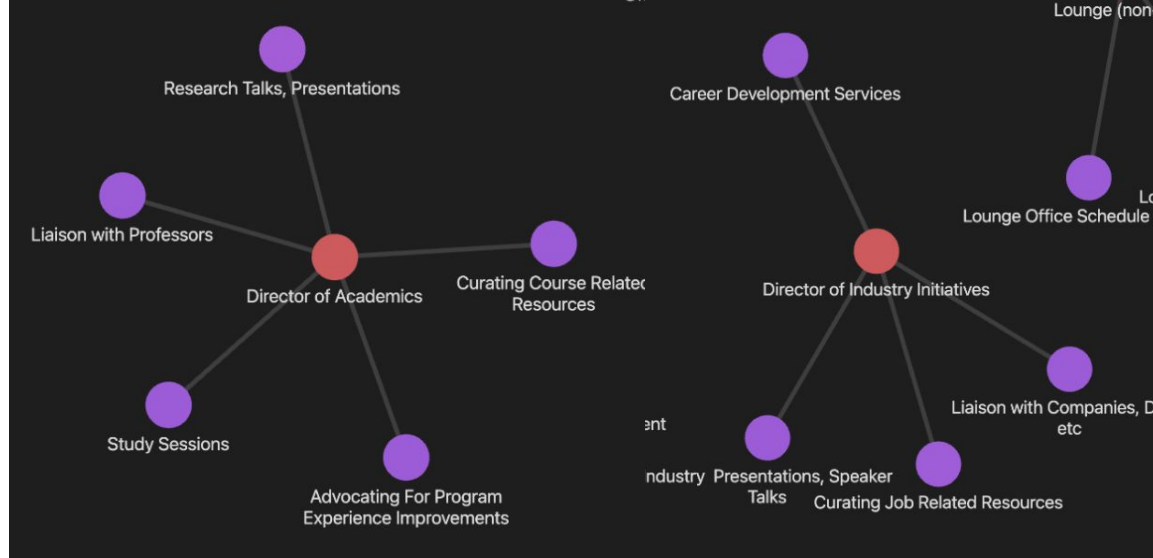 Lounge (non
Research Talks, Presentations
Career Development Services
Liaison with Professors
Lounge Office Schedule
Director of Academics
Curating Course Related
Resources
Director of Industry Initiatives
Study Sessions
Liaison with Companies, D
etc
ent
ndustry Presentations, Speaker
Talks
Curating Job Related Resources
Advocating For Program
Experience Improvements